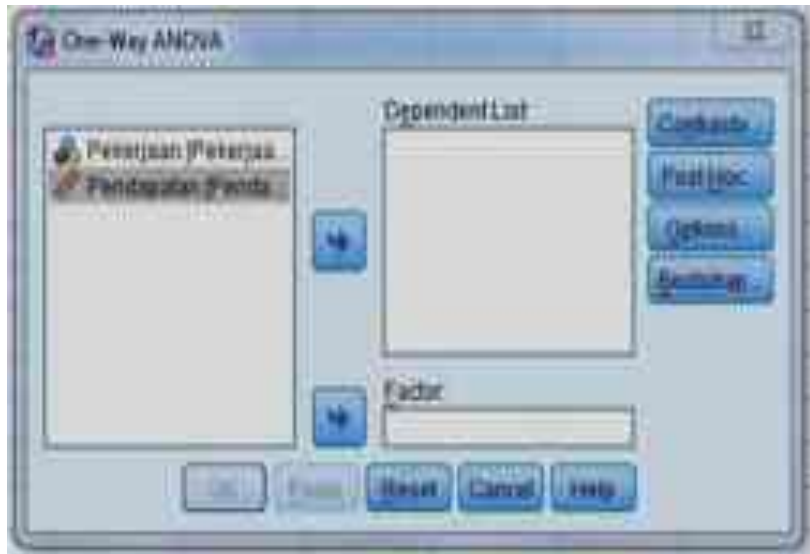 One-Way ANOVA
Pekerjaan [Pekerjaa...
Pendapatan [Penda...
Dependent List
Factor
Contrasts...
Post Hoc...
Options...
Bootstrap...
OK
Paste
Reset
Cancel
Help